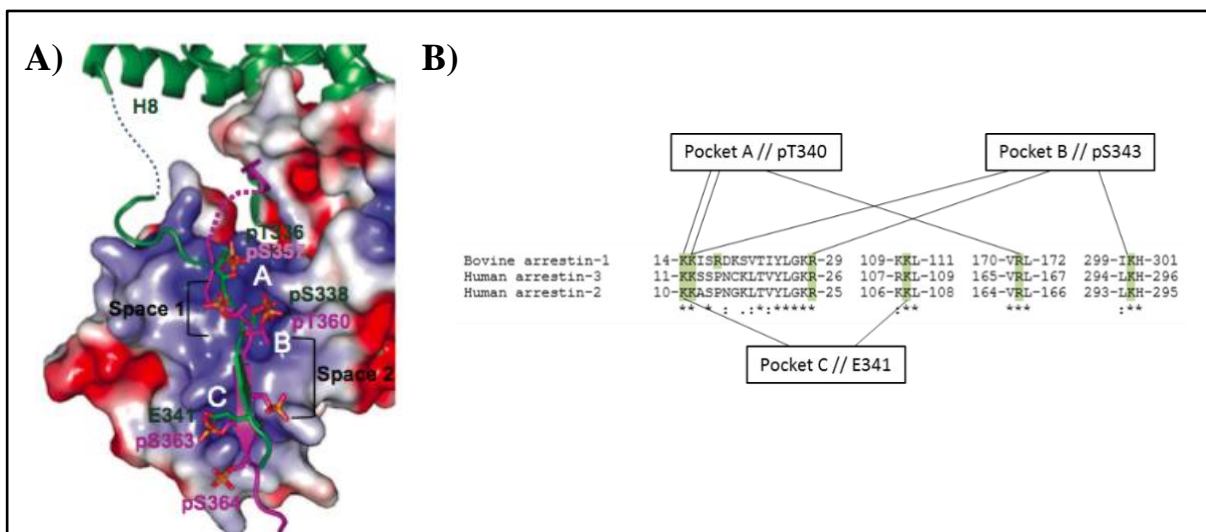 A)
H8
pT336
pS357
A
pS338
Space 1
pT360
B
Space 2
C
E341
pS363
pS364
B)
Pocket A // pT340
Pocket B // pS343
Bovine arrestin-1 14-KKISRDKSVTIYLGKR-29 109-KKL-111 170-VRL-172 299-IKH-301
Human arrestin-3 11-KKSSPNCKLTVYLGKR-26 107-RKL-109 165-VRL-167 294-LKH-296
Human arrestin-2 10-KKASPNGKLTVYLGKR-25 106-KKL-108 164-VRL-166 293-LKH-295
** * : .:*:***** :** *** :**
Pocket C // E341